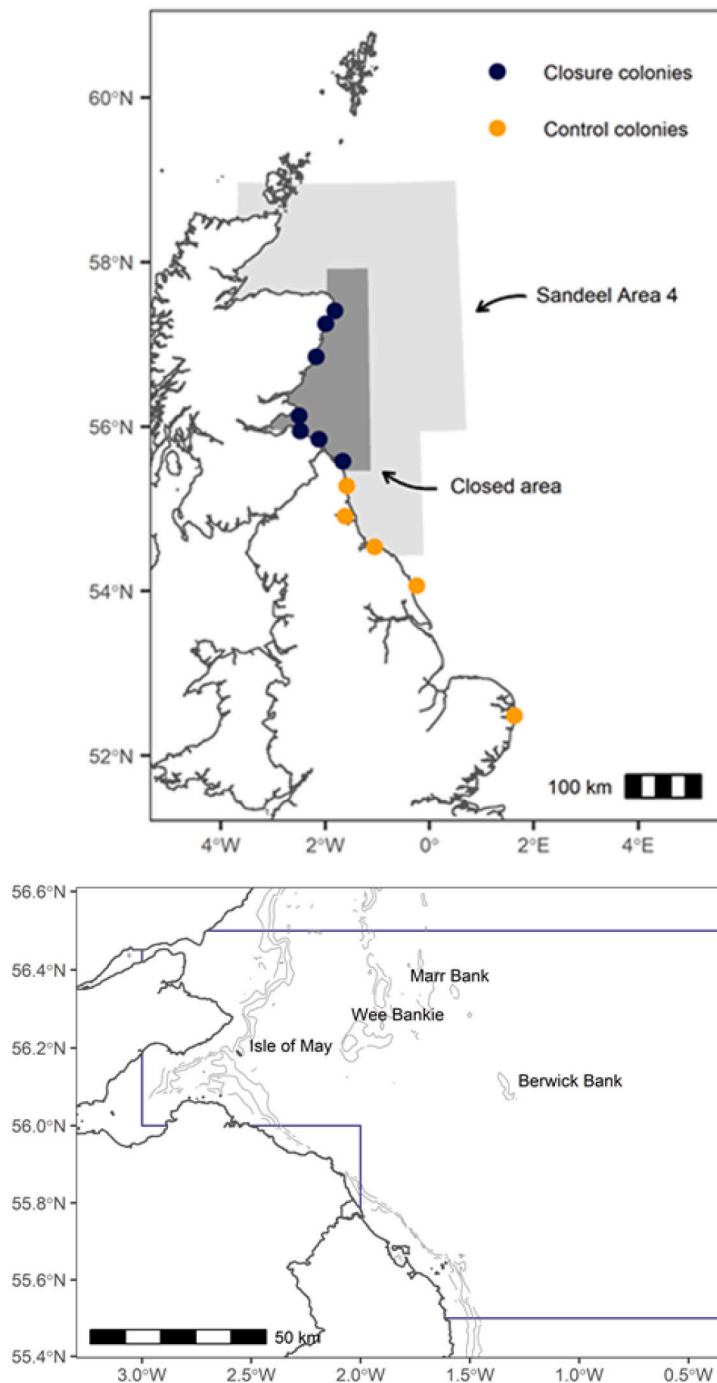 Closure colonies
60°N
Control colonies
58°N
Sandeel Area 4
56°N
Closed area
54°N
52°N
100 km
4°W 2°W 0° 2°E 4°E
56.6°N
56.4°N
Marr Bank
Wee Bankie
56.2°N
Isle of May
Berwick Bank
56.0°N
55.8°N
55.6°N
50 km
55.4°N
3.0°W 2.5°W 2.0°W 1.5°W 1.0°W 0.5°W